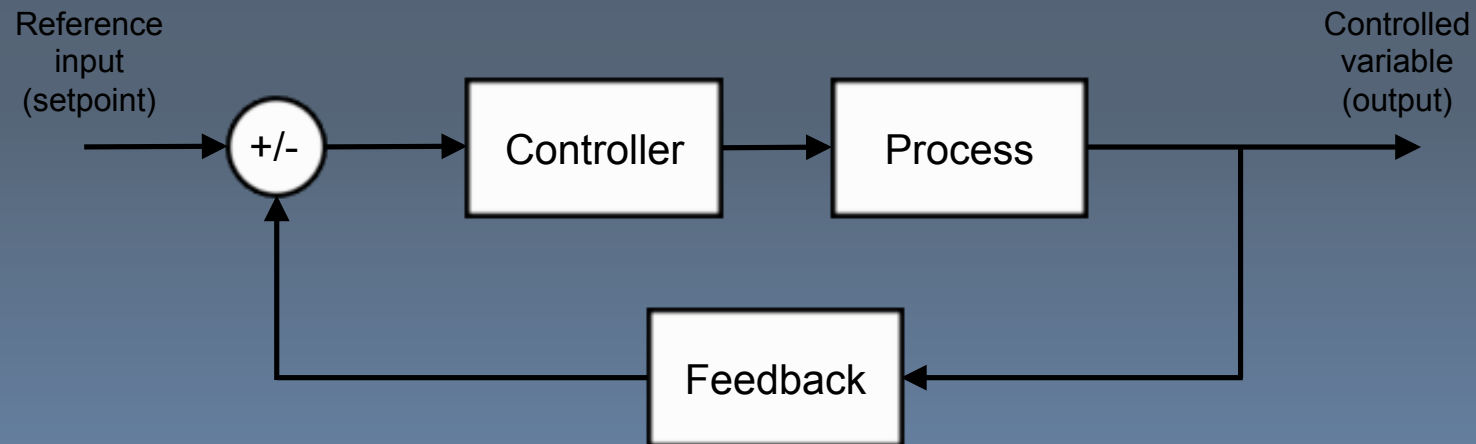 Reference
input
(setpoint)
Controlled
variable
(output)
+/-
Controller
Process
Feedback